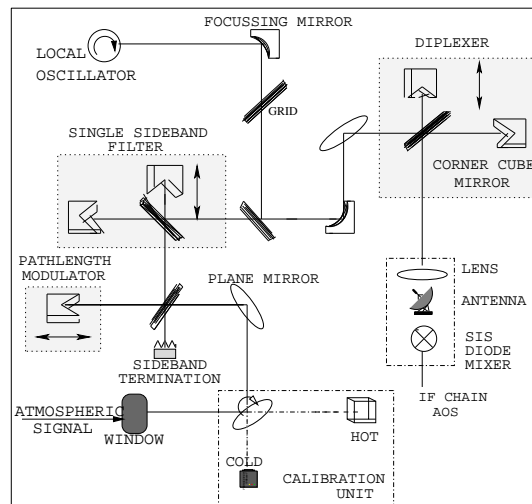 FOCUSSING MIRROR
LOCAL
OSCILLATOR
DIPLEXER
GRID
SINGLE SIDEBAND
FILTER
CORNER CUBE
MIRROR
PATHLENGTH
MODULATOR
PLANE MIRROR
LENS
ANTENNA
SIS
DIODE
MIXER
SIDEBAND
TERMINATION
IF CHAIN
AOS
ATMOSPHERIC
SIGNAL
WINDOW
HOT
COLD
CALIBRATION
UNIT